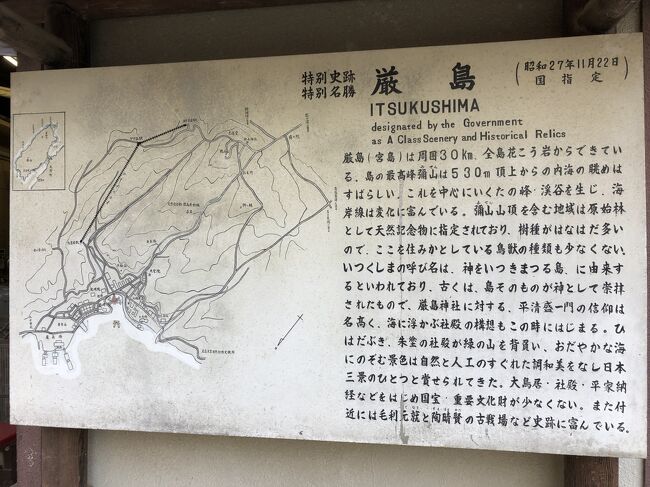 特別史跡
特別名勝
厳島
(昭和27年11月22日
国指定)
ITSUKUSHIMA
designated by the Government
as A Class Scenery and Historical Relics
厳島(宮島)は周囲30Km、全島花こう岩からできてい
る。島の最高峰彌山は530m頂上からの内海の眺めは
すばらしい。これを中心にいくたの峰・渓谷を生じ、海
岸線は変化に富んでいる。彌山山頂を含む地域は原始林
として天然記念物に指定されており、樹種がはなはだ多い
ので、ここを住みかとしている鳥獣の種類も少なくない。
いつくしまの呼び名は、神をいつきまつる島、に由来す
るといわれており、古くは、島そのものが神として崇拝
されたもので、厳島神社に対する、平清盛一門の信仰は
名高く、海に浮かぶ社殿の構想もこの時にはじまる。ひ
はだぶき、朱塗の社殿が緑の山を背負い、おだやかな海
にのぞむ景色は自然と人工のすぐれた調和美をなし日本
三景のひとつと賞せられてきた。大鳥居・社殿・平家納
経などをはじめ国宝・重要文化財が少なくない。また付
近には毛利元就と陶晴賢の古戦場など史跡に富んでいる。